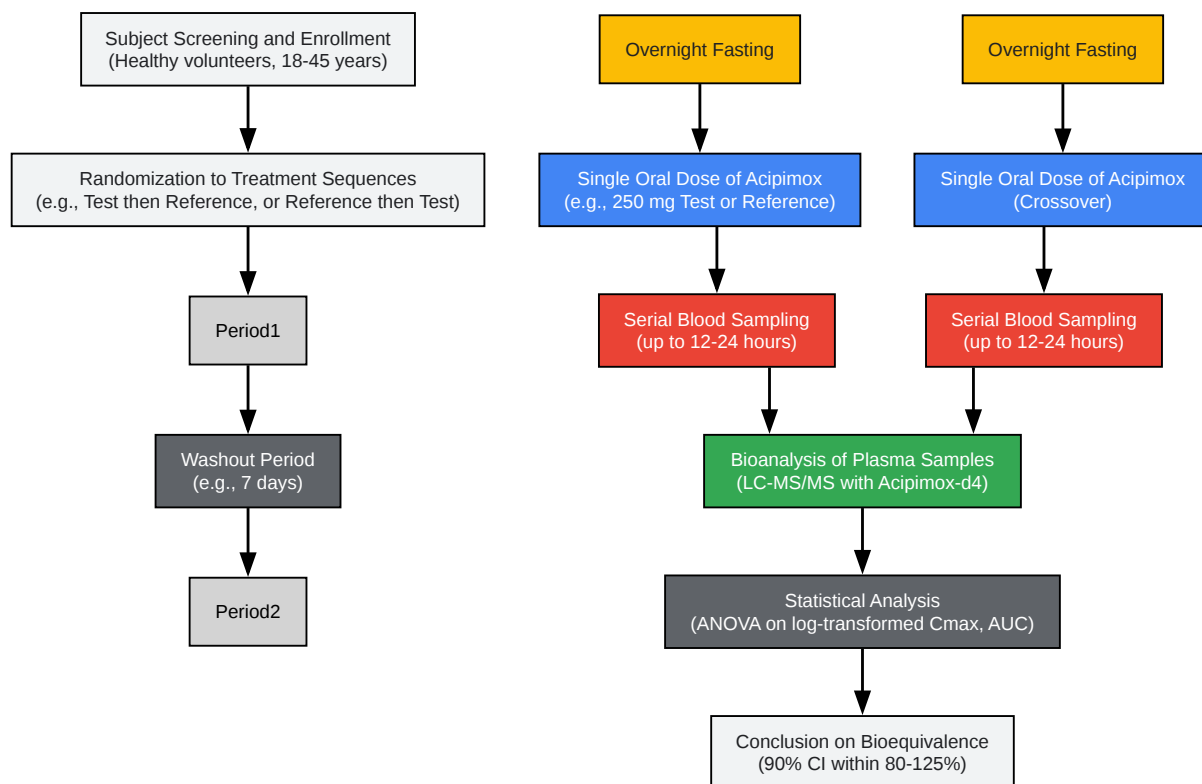 Subject Screening and Enrollment
(Healthy volunteers, 18-45 years)
Randomization to Treatment Sequences
(e.g., Test then Reference, or Reference then Test)
Period1
Washout Period
(e.g., 7 days)
Period2
Overnight Fasting
Single Oral Dose of Acipimox
(e.g., 250 mg Test or Reference)
Serial Blood Sampling
(up to 12-24 hours)
Overnight Fasting
Single Oral Dose of Acipimox
(Crossover)
Serial Blood Sampling
(up to 12-24 hours)
Bioanalysis of Plasma Samples
(LC-MS/MS with Acipimox-d4)
Statistical Analysis
(ANOVA on log-transformed Cmax, AUC)
Conclusion on Bioequivalence
(90% CI within 80-125%)